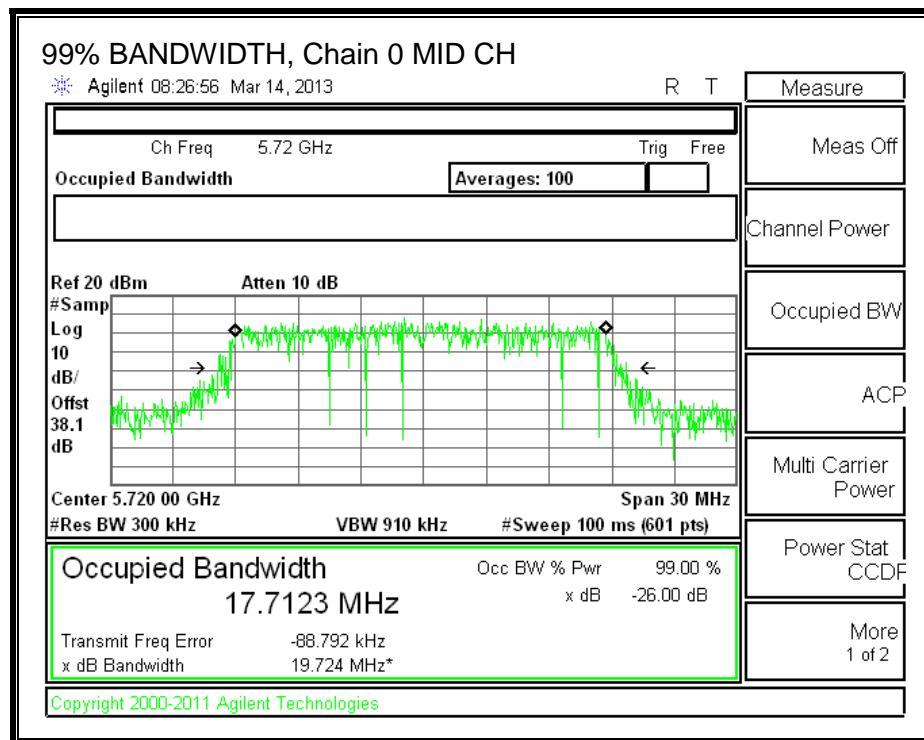 99% BANDWIDTH, Chain 0 MID CH
Agilent 08:26:56 Mar 14, 2013 R T
Measure
Ch Freq 5.72 GHz Trig Free
Meas Off
Occupied Bandwidth Averages: 100
Channel Power
Ref 20 dBm Atten 10 dB
#Samp
Log
10
dB/
Offst
38.1
dB
Occupied BW
ACP
Center 5.720 00 GHz Span 30 MHz
#Res BW 300 kHz VBW 910 kHz #Sweep 100 ms (601 pts)
Multi Carrier
Power
Occupied Bandwidth Occ BW % Pwr 99.00 %
17.7123 MHz x dB -26.00 dB
Transmit Freq Error -88.792 kHz
x dB Bandwidth 19.724 MHz*
Power Stat
CCDF
More
1 of 2
Copyright 2000-2011 Agilent Technologies